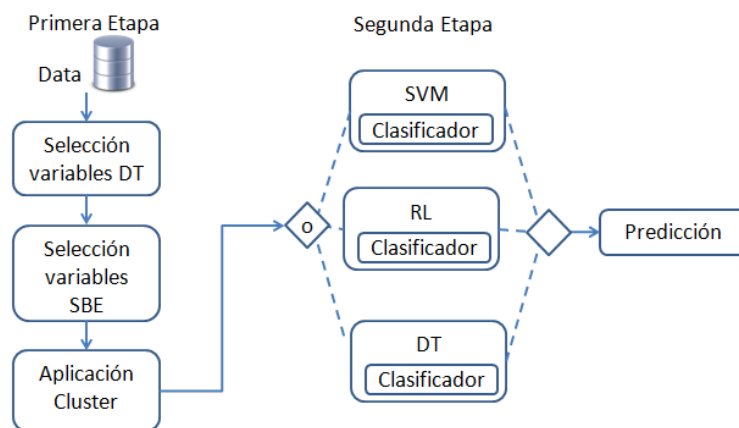 Primera Etapa
Data
Selección
variables DT
Selección
variables
SBE
Aplicación
Cluster
Segunda Etapa
o
SVM
Clasificador
RL
Clasificador
DT
Clasificador
Predicción